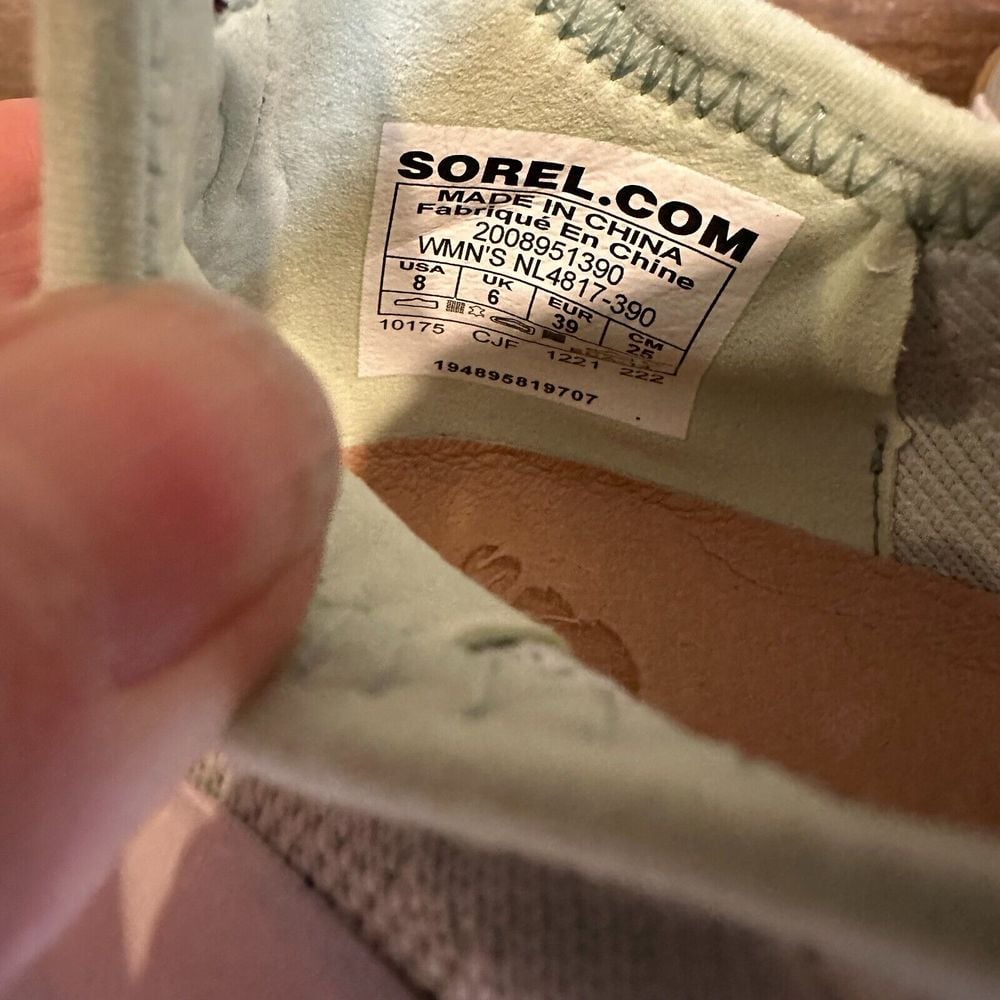 SOREL.COM
MADE IN CHINA
Fabriqué En Chine
2008951390
WMN'S NL4817-390
USA UK EUR CM
8 6 39 25
10175 CJF 1221 222
194895819707